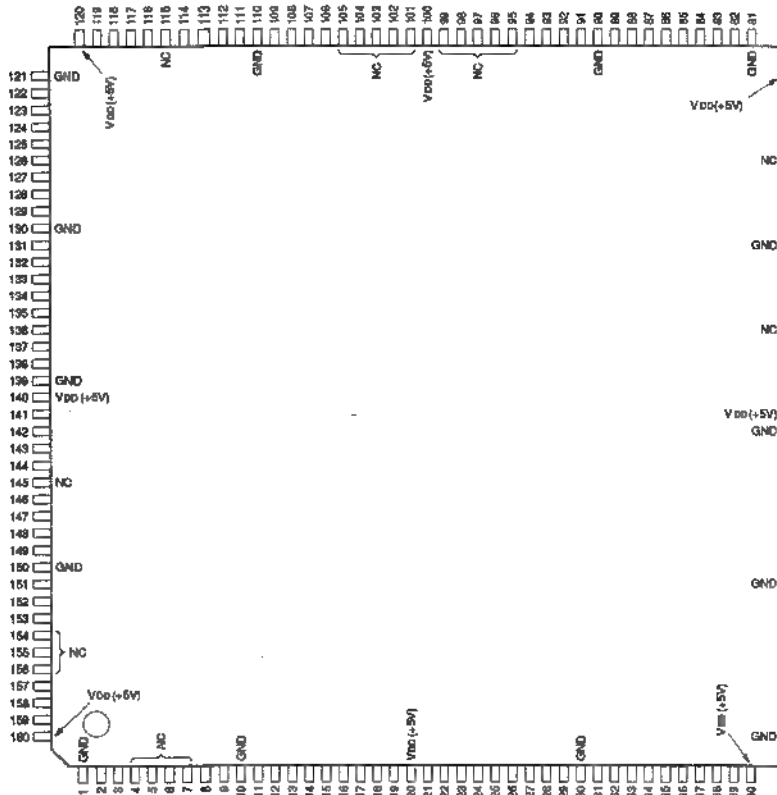 120 119 118 117 116 115 114 113 112 111 110 109 108 107 106 105 104 103 102 101 100 99 98 97 96 95 94 93 92 91 90 89 88 87 86 85 84 83 82 81
VDD(+5V)
NC
GND
NC
VDD(+5V)
NC
GND
GND
VDD(+5V)
121 GND
122
123
124
125
126 NC
127
128
129
130 GND
131 GND
132
133
134
135
136 NC
137
138
139 GND
140 VDD(+5V)
141 VDD(+5V)
142 GND
143
144
145 NC
146
147
148
149
150 GND
151 GND
152
153
154
155 NC
156
157
158
159
160
VDD(+5V)
GND
NC
GND
VDD(+5V)
GND
VDD(+5V)
GND
1 2 3 4 5 6 7 8 9 10 11 12 13 14 15 16 17 18 19 20 21 22 23 24 25 26 27 28 29 30 31 32 33 34 35 36 37 38 39 40